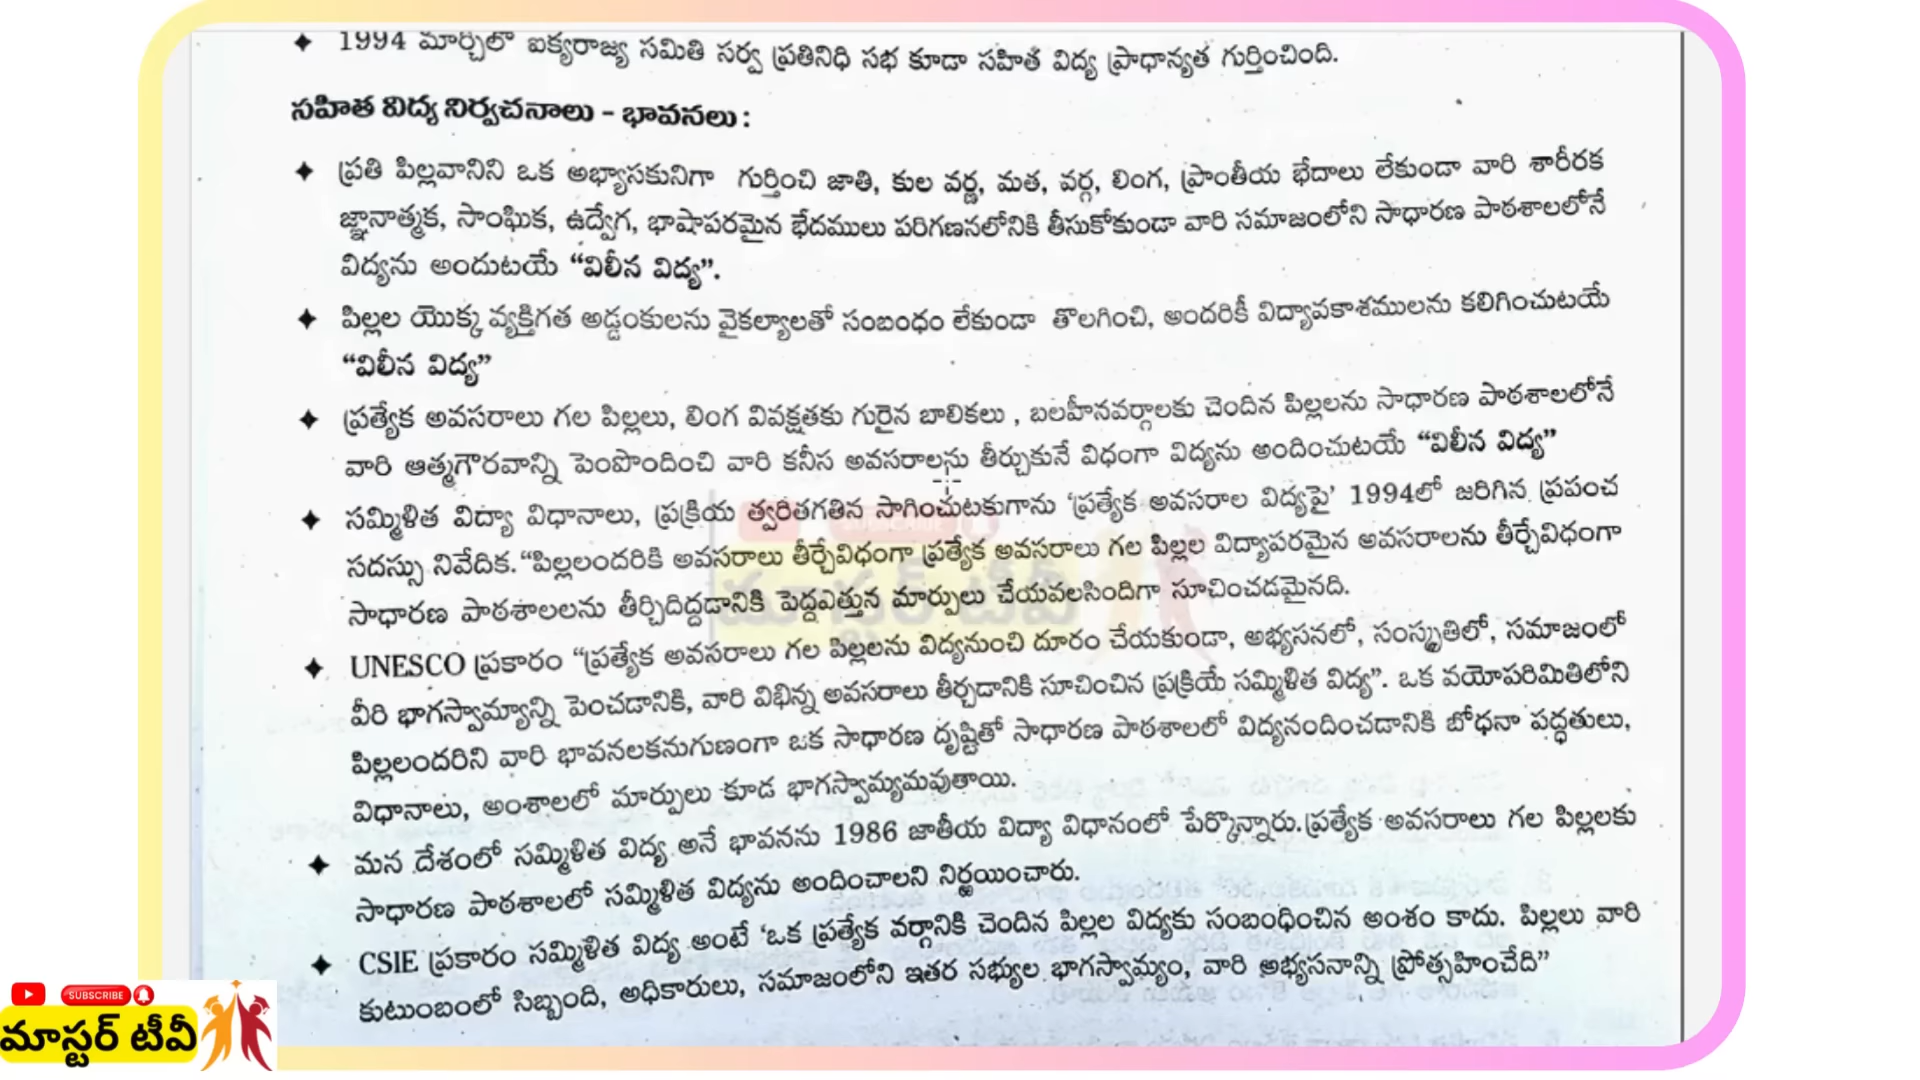 ✦ 1994 మార్చిలో ఐక్యరాజ్య సమితి సర్వ ప్రతినిధి సభ కూడా సహిత విద్య ప్రాధాన్యత గుర్తించింది.
సహిత విద్య నిర్వచనాలు – భావనలు :
✦ ప్రతి పిల్లవానిని ఒక అభ్యాసకునిగా గుర్తించి జాతి, కుల వర్ణ, మత, వర్గ, లింగ, ప్రాంతీయ భేదాలు లేకుండా వారి శారీరక
జ్ఞానాత్మక, సాంఘిక, ఉద్వేగ, భాషాపరమైన భేదములు పరిగణనలోనికి తీసుకోకుండా వారి సమాజంలోని సాధారణ పాఠశాలలోనే
విద్యను అందుటయే “విలీన విద్య”.
✦ పిల్లల యొక్క వ్యక్తిగత అడ్డంకులను వైకల్యాలతో సంబంధం లేకుండా తొలగించి, అందరికీ విద్యావకాశములను కలిగించుటయే
“విలీన విద్య”
✦ ప్రత్యేక అవసరాలు గల పిల్లలు, లింగ వివక్షతకు గురైన బాలికలు , బలహీనవర్గాలకు చెందిన పిల్లలను సాధారణ పాఠశాలలోనే
వారి ఆత్మగౌరవాన్ని పెంపొందించి వారి కనీస అవసరాలను తీర్చుకునే విధంగా విద్యను అందించుటయే “విలీన విద్య”
✦ సమ్మిళిత విద్యా విధానాలు, ప్రక్రియ త్వరితగతిన సాగించుటకుగాను ‘ప్రత్యేక అవసరాల విద్యపై’ 1994లో జరిగిన ప్రపంచ
సదస్సు నివేదిక. “పిల్లలందరికి అవసరాలు తీర్చేవిధంగా ప్రత్యేక అవసరాలు గల పిల్లల విద్యాపరమైన అవసరాలను తీర్చేవిధంగా
సాధారణ పాఠశాలలను తీర్చిదిద్దడానికి పెద్దఎత్తున మార్పులు చేయవలసిందిగా సూచించడమైనది.
✦ UNESCO ప్రకారం “ప్రత్యేక అవసరాలు గల పిల్లలను విద్యనుంచి దూరం చేయకుండా, అభ్యసనలో, సంస్కృతిలో, సమాజంలో
వీరి భాగస్వామ్యాన్ని పెంచడానికి, వారి విభిన్న అవసరాలు తీర్చడానికి సూచించిన ప్రక్రియే సమ్మిళిత విద్య”. ఒక వయోపరిమితిలోని
పిల్లలందరిని వారి భావనలకనుగుణంగా ఒక సాధారణ దృష్టితో సాధారణ పాఠశాలలో విద్యనందించడానికి బోధనా పద్ధతులు,
విధానాలు, అంశాలలో మార్పులు కూడ భాగస్వామ్యమవుతాయి.
✦ మన దేశంలో సమ్మిళిత విద్య అనే భావనను 1986 జాతీయ విద్యా విధానంలో పేర్కొన్నారు. ప్రత్యేక అవసరాలు గల పిల్లలకు
సాధారణ పాఠశాలలో సమ్మిళిత విద్యను అందించాలని నిర్ణయించారు.
✦ CSIE ప్రకారం సమ్మిళిత విద్య అంటే ‘ఒక ప్రత్యేక వర్గానికి చెందిన పిల్లల విద్యకు సంబంధించిన అంశం కాదు. పిల్లలు వారి
కుటుంబంలో సిబ్బంది, అధికారులు, సమాజంలోని ఇతర సభ్యుల భాగస్వామ్యం, వారి అభ్యసనాన్ని ప్రోత్సహించేది”
SUBSCRIBE
మాస్టర్ టీవీ